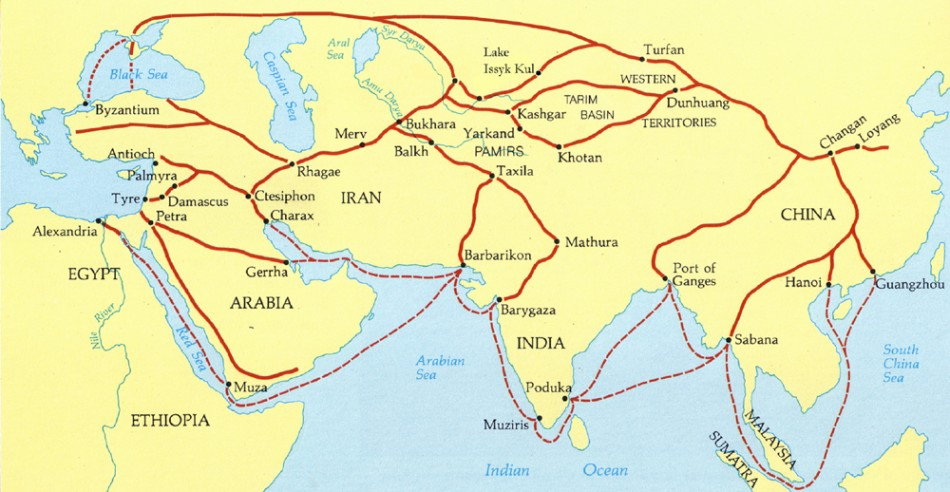 Aral
Sea
Syr Darya
Lake
Issyk Kul
Turfan
Black Sea
Caspian Sea
Amu Darya
WESTERN
TARIM
BASIN
Dunhuang
TERRITORIES
Byzantium
Bukhara
Kashgar
Merv
Yarkand
Balkh
PAMIRS
Khotan
Changan
Loyang
Antioch
Palmyra
Rhagae
Taxila
Tyre
Damascus
Ctesiphon
IRAN
Petra
Charax
CHINA
Alexandria
Mathura
EGYPT
Gerrha
Barbarikon
Port of
Ganges
Hanoi
Guangzhou
ARABIA
Barygaza
Nile River
Red Sea
INDIA
Sabana
Arabian
Sea
South
China
Sea
Muza
Poduka
ETHIOPIA
Muziris
MALAYSIA
SUMATRA
Indian Ocean